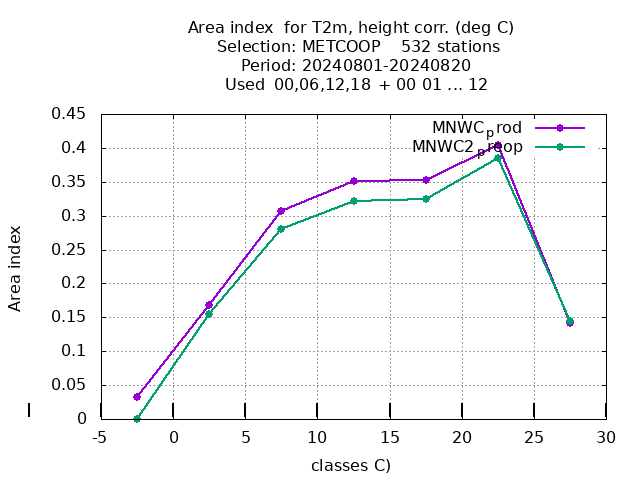 Area index for T2m, height corr. (deg C)
Selection: METCOOP 532 stations
Period: 20240801-20240820
Used 00,06,12,18 + 00 01 ... 12
MNWCprod
MNWC2preop
0.45
0.4
0.35
0.3
0.25
0.2
0.15
0.1
0.05
0
Area index
-5 0 5 10 15 20 25 30
classes C)